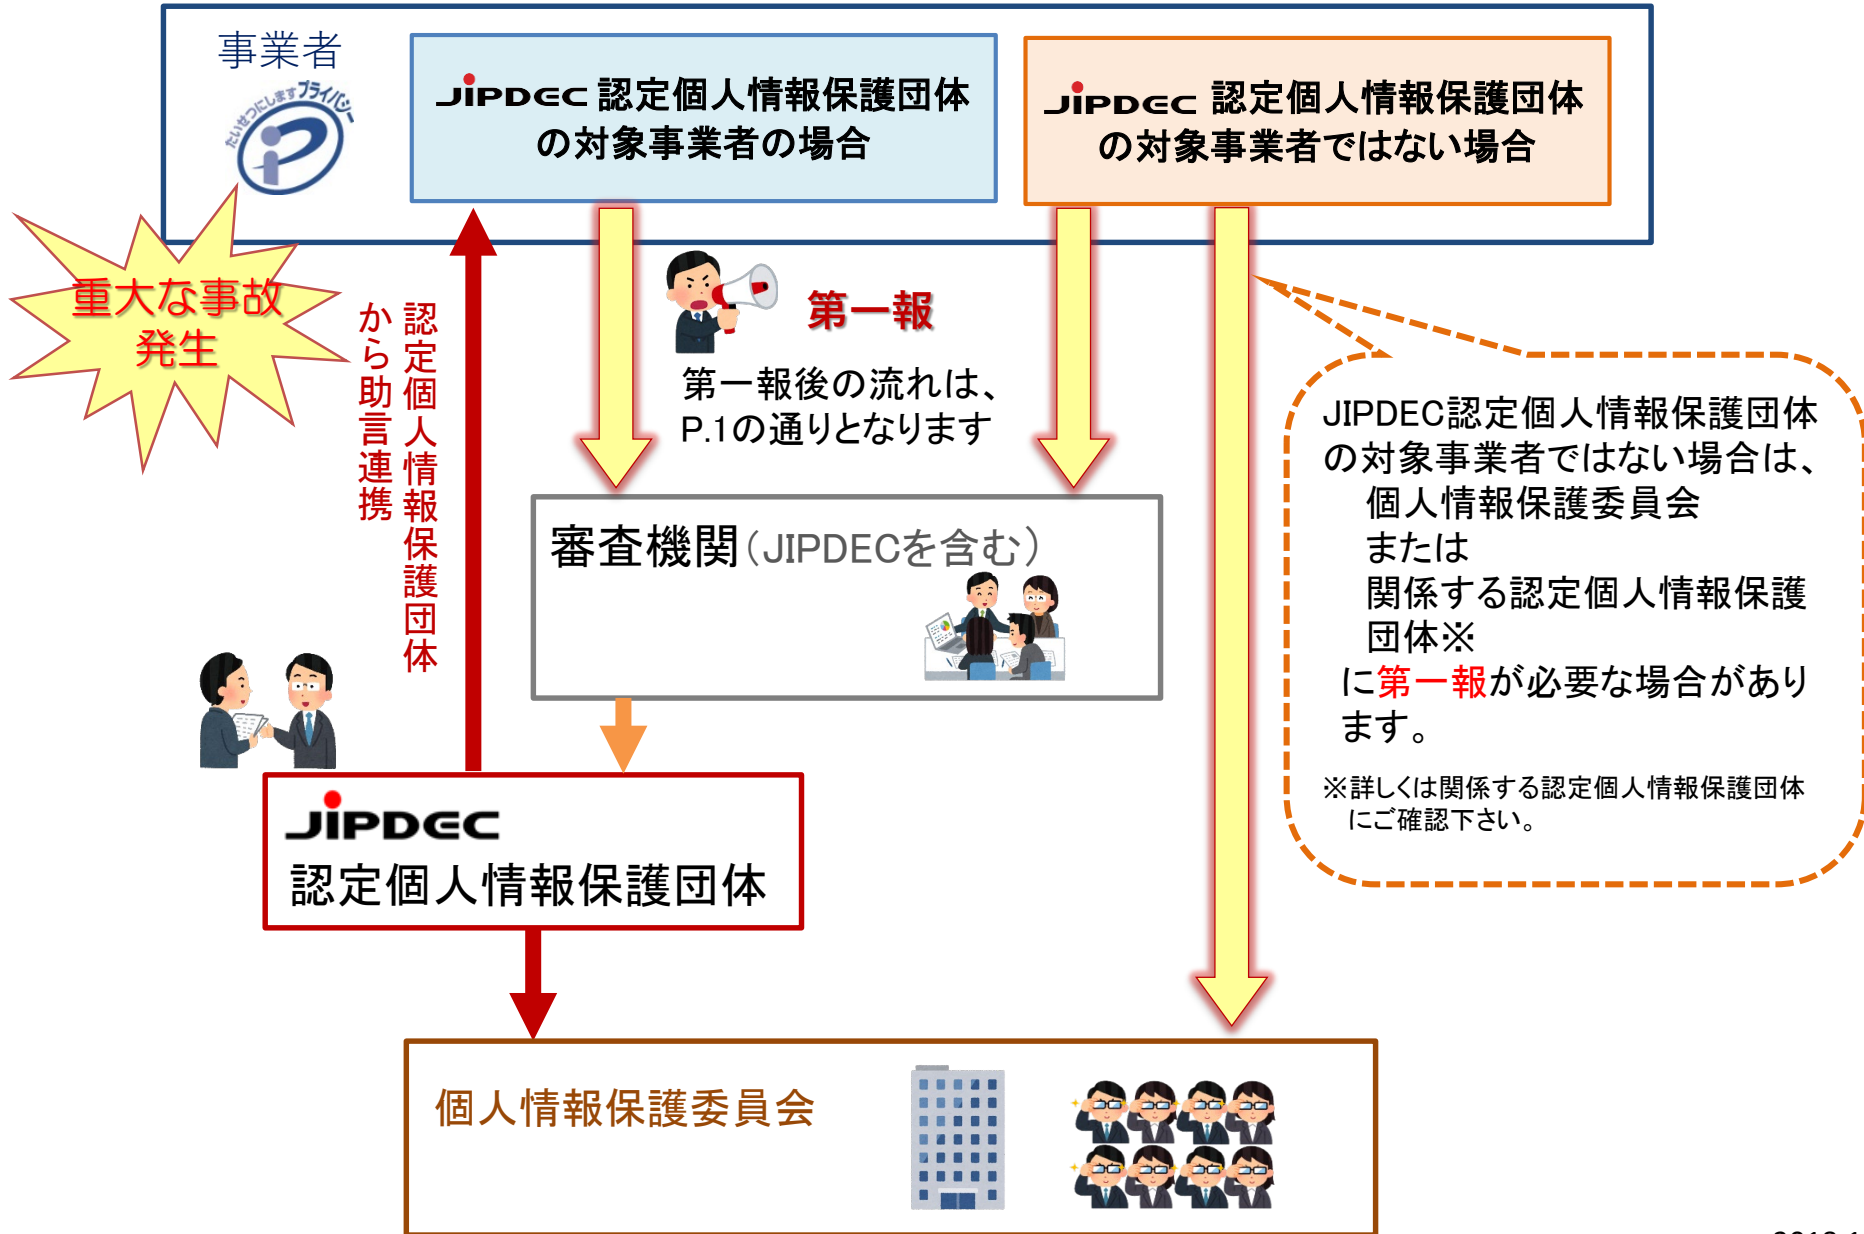 事業者
たいせつにしますプライバシー
JIPDEC 認定個人情報保護団体
の対象事業者の場合
JIPDEC 認定個人情報保護団体
の対象事業者ではない場合
重大な事故
発生
認定個人情報保護団体
から助言連携
第一報
第一報後の流れは、
P.1の通りとなります
審査機関(JIPDECを含む)
JIPDEC認定個人情報保護団体
の対象事業者ではない場合は、
個人情報保護委員会
または
関係する認定個人情報保護
団体※
に第一報が必要な場合があり
ます。
※詳しくは関係する認定個人情報保護団体
にご確認下さい。
JIPDEC
認定個人情報保護団体
個人情報保護委員会